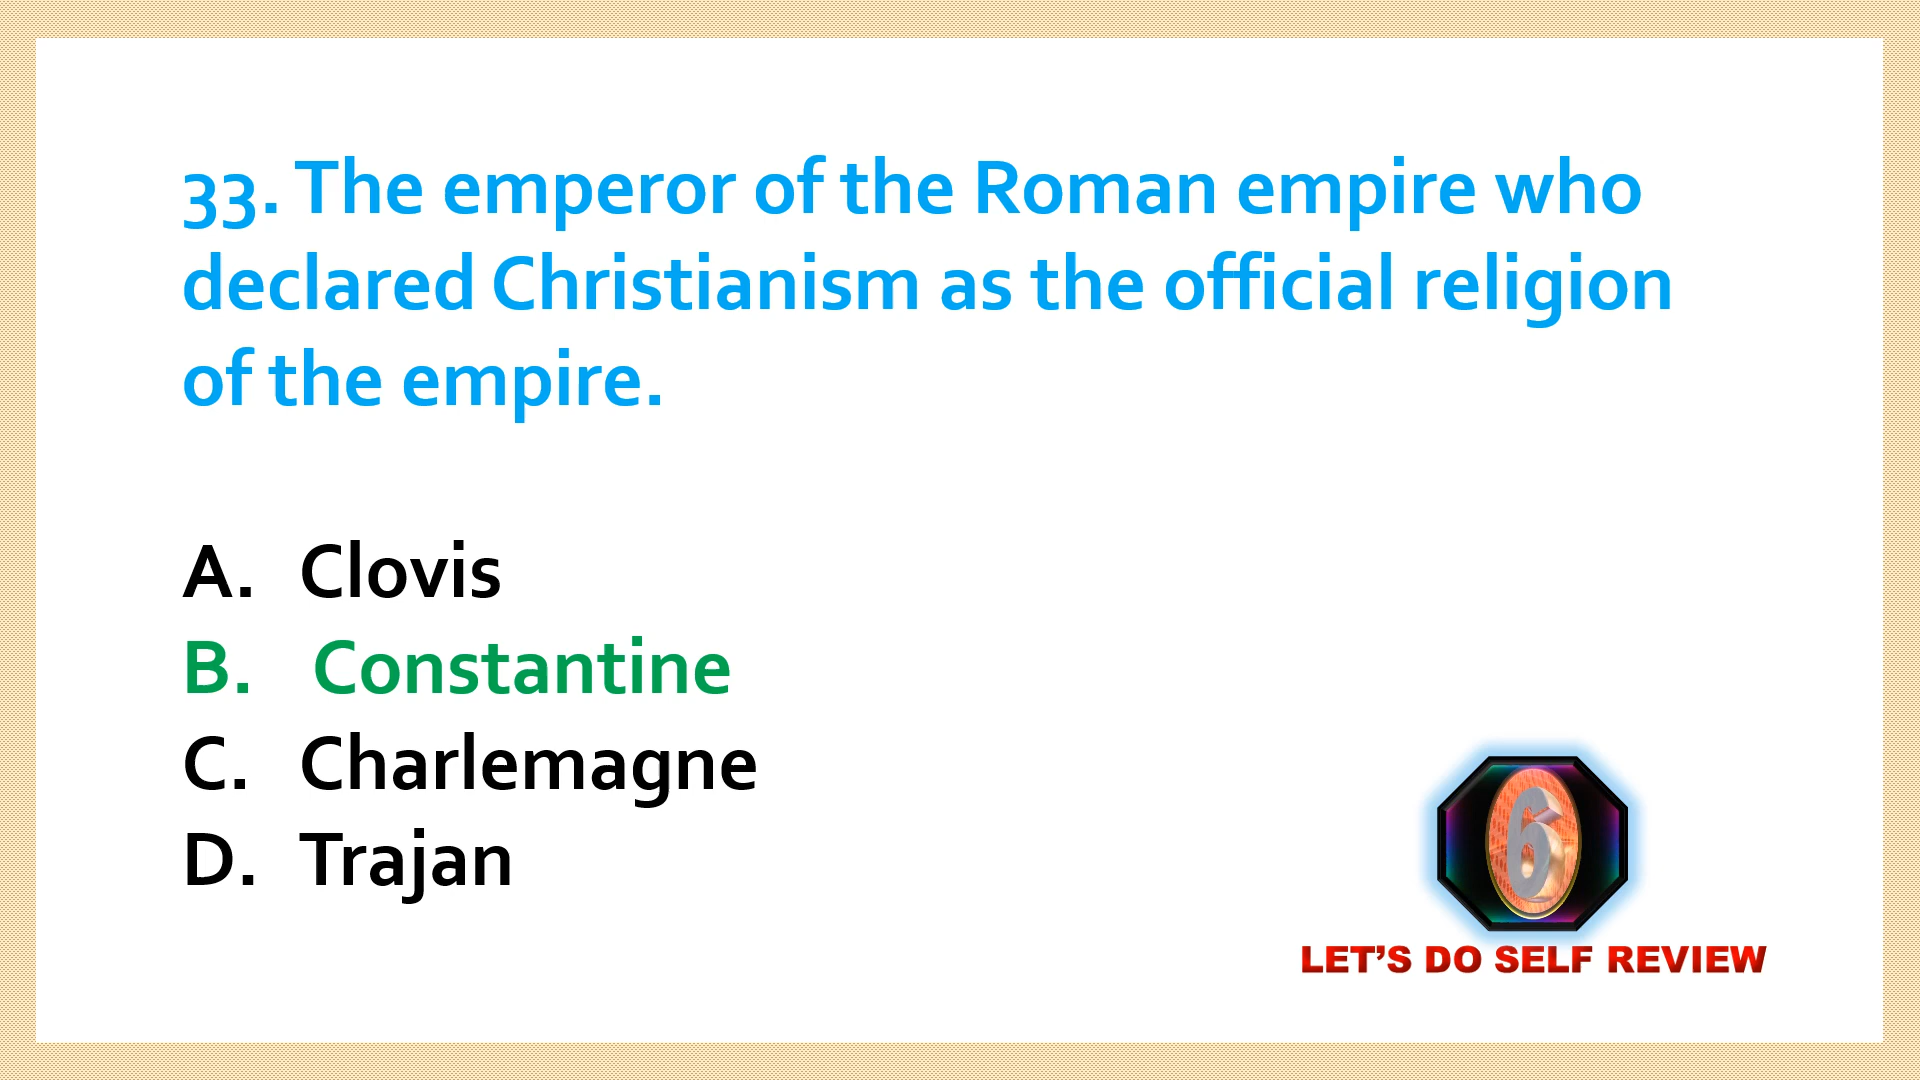 33. The emperor of the Roman empire who
declared Christianism as the official religion
of the empire.
A. Clovis
B. Constantine
C. Charlemagne
D. Trajan
6
LET'S DO SELF REVIEW